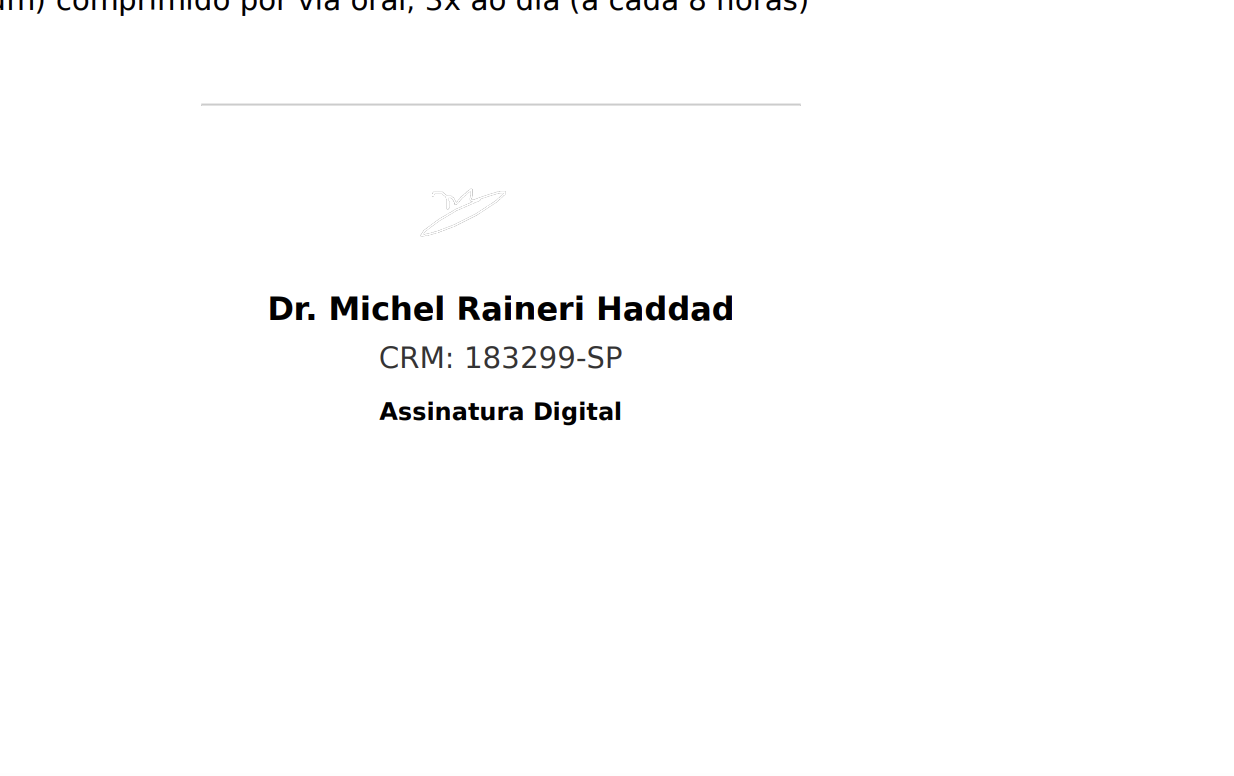 um) comprimido por via oral, 3x ao dia (a cada 8 horas)
Dr. Michel Raineri Haddad
CRM: 183299-SP
Assinatura Digital